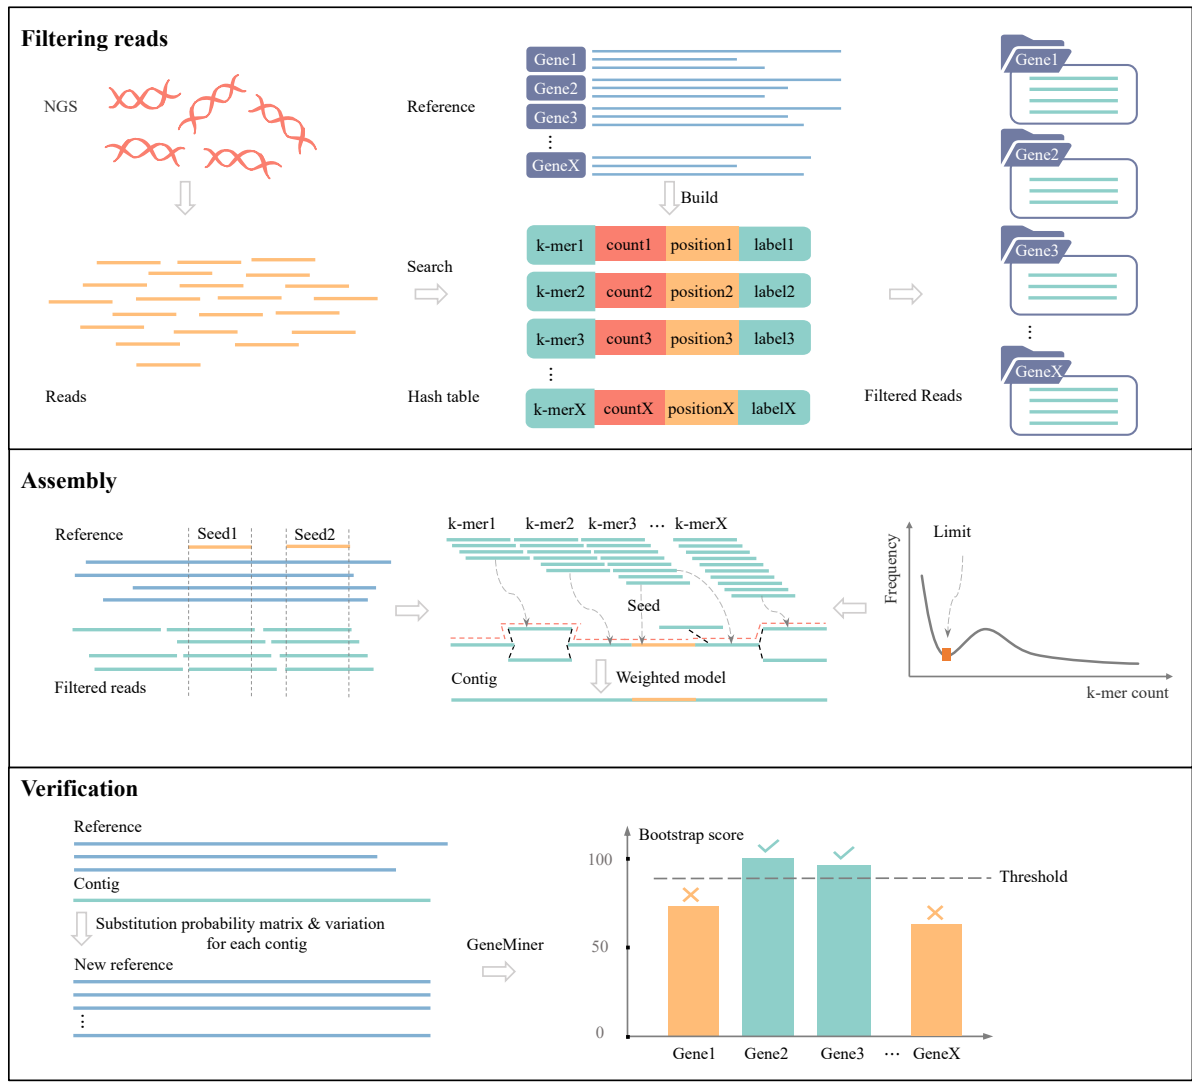 Filtering reads
NGS
Reads
Reference
Gene1
Gene2
Gene3
⋮
GeneX
Build
Search
Hash table
k-mer1 count1 position1 label1
k-mer2 count2 position2 label2
k-mer3 count3 position3 label3
⋮
k-merX countX positionX labelX
Filtered Reads
Gene1
Gene2
Gene3
⋮
GeneX
Assembly
Reference
Seed1 Seed2
Filtered reads
k-mer1 k-mer2 k-mer3 ··· k-merX
Seed
Contig
Weighted model
Frequency
Limit
k-mer count
Verification
Reference
Contig
Substitution probability matrix & variation
for each contig
New reference
⋮
GeneMiner
Bootstrap score
100
Threshold
50
0
Gene1 Gene2 Gene3 ··· GeneX